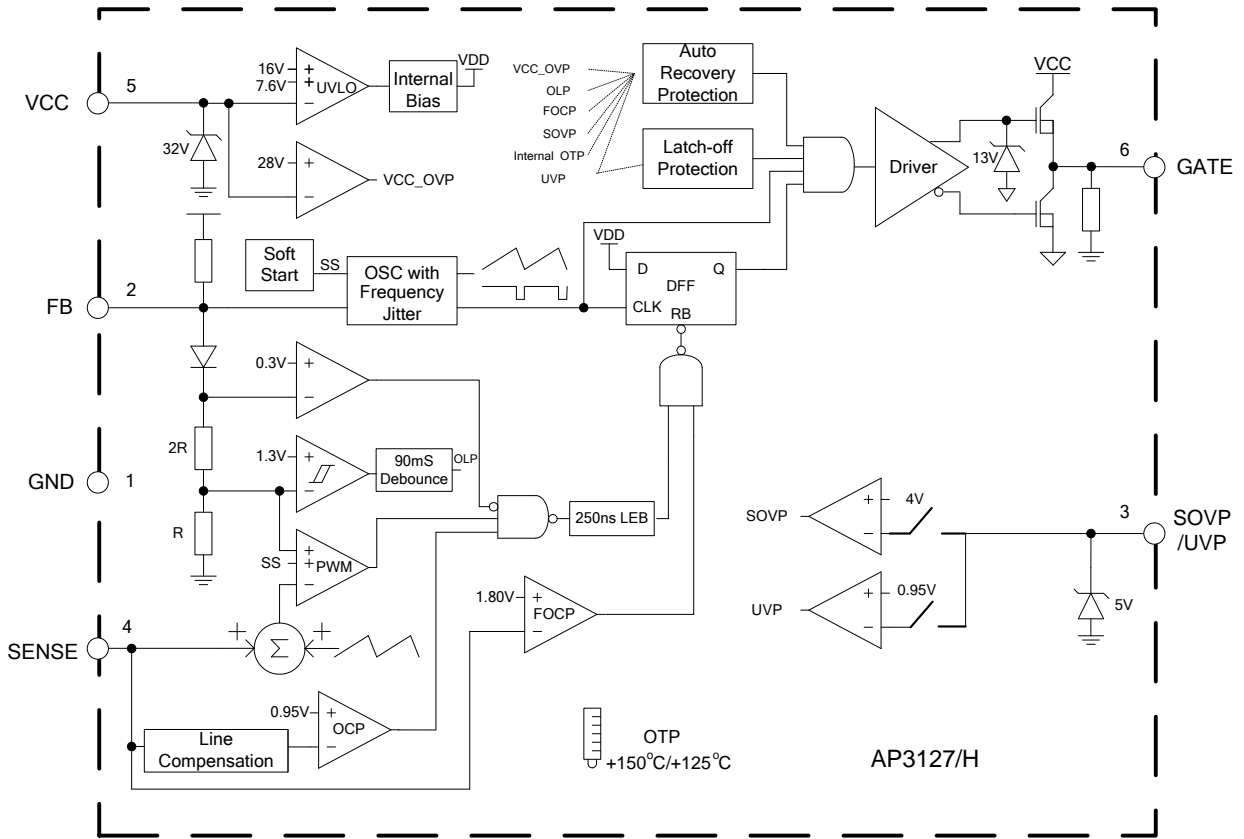 VCC
5
16V
7.6V
+
+
−
UVLO
Internal
Bias
VDD
32V
28V
+
−
VCC_OVP
VCC_OVP
OLP
FOCP
SOVP
Internal OTP
UVP
Auto
Recovery
Protection
Latch-off
Protection
Driver
VCC
13V
6
GATE
FB
2
Soft
Start
SS
OSC with
Frequency
Jitter
VDD
D
Q
DFF
CLK
RB
0.3V
+
−
2R
1.3V
+
−
90mS
Debounce
OLP
GND
1
R
SS
+
+
−
PWM
250ns LEB
SENSE
4
+
Σ
+
1.80V
+
−
FOCP
0.95V
+
−
OCP
Line
Compensation
SOVP
+
−
4V
UVP
+
−
0.95V
3
SOVP
/UVP
5V
OTP
+150°C/+125°C
AP3127/H